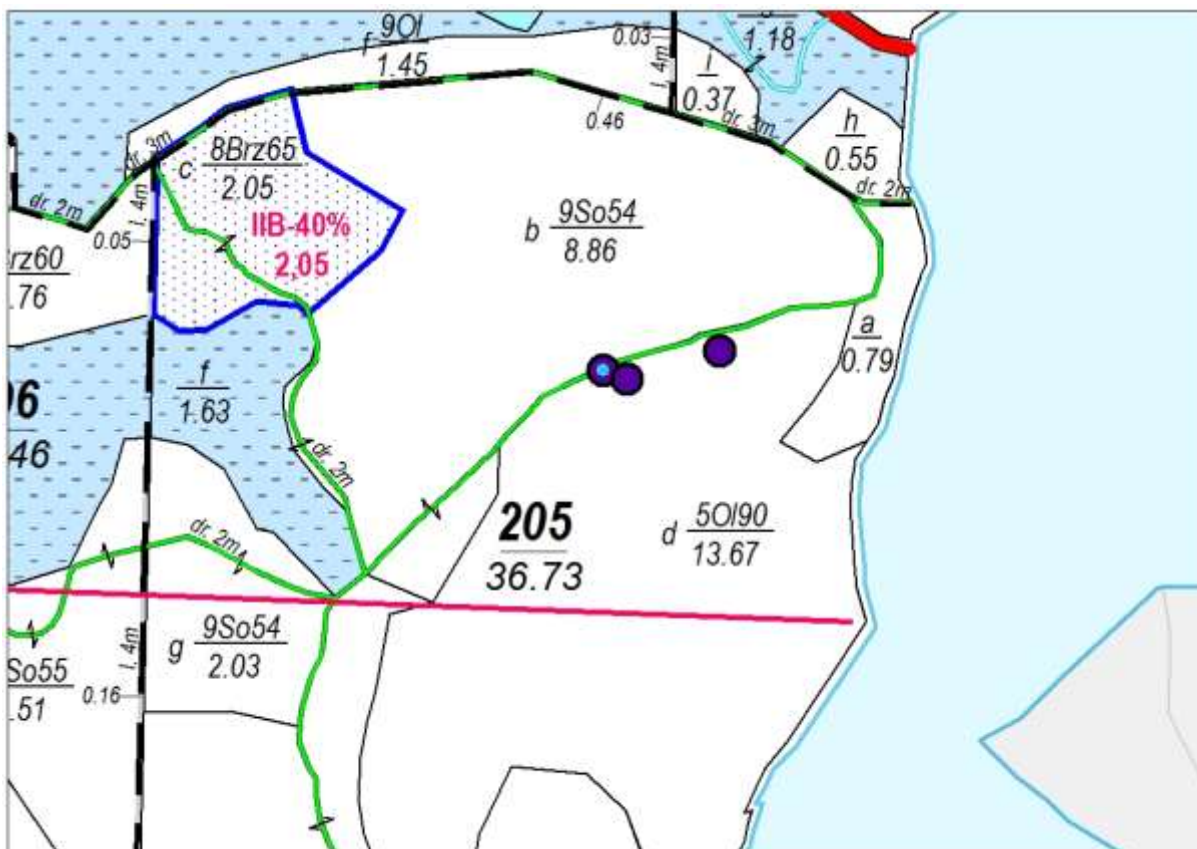 f 9Ol
1.45
0.03
l. 4m
1.18
i
0.37
0.46
dr. 3m
h
0.55
dr. 2m
dr. 3m
c 8Brz65
2.05
IIB-40%
2,05
l. 4m
dr. 2m
0.05
b 9So54
8.86
rz60
.76
a
0.79
f
1.63
06
46
dr. 2m
205
36.73
d 5Ol90
13.67
dr. 2m
g 9So54
2.03
l. 4m
So55
.51
0.16